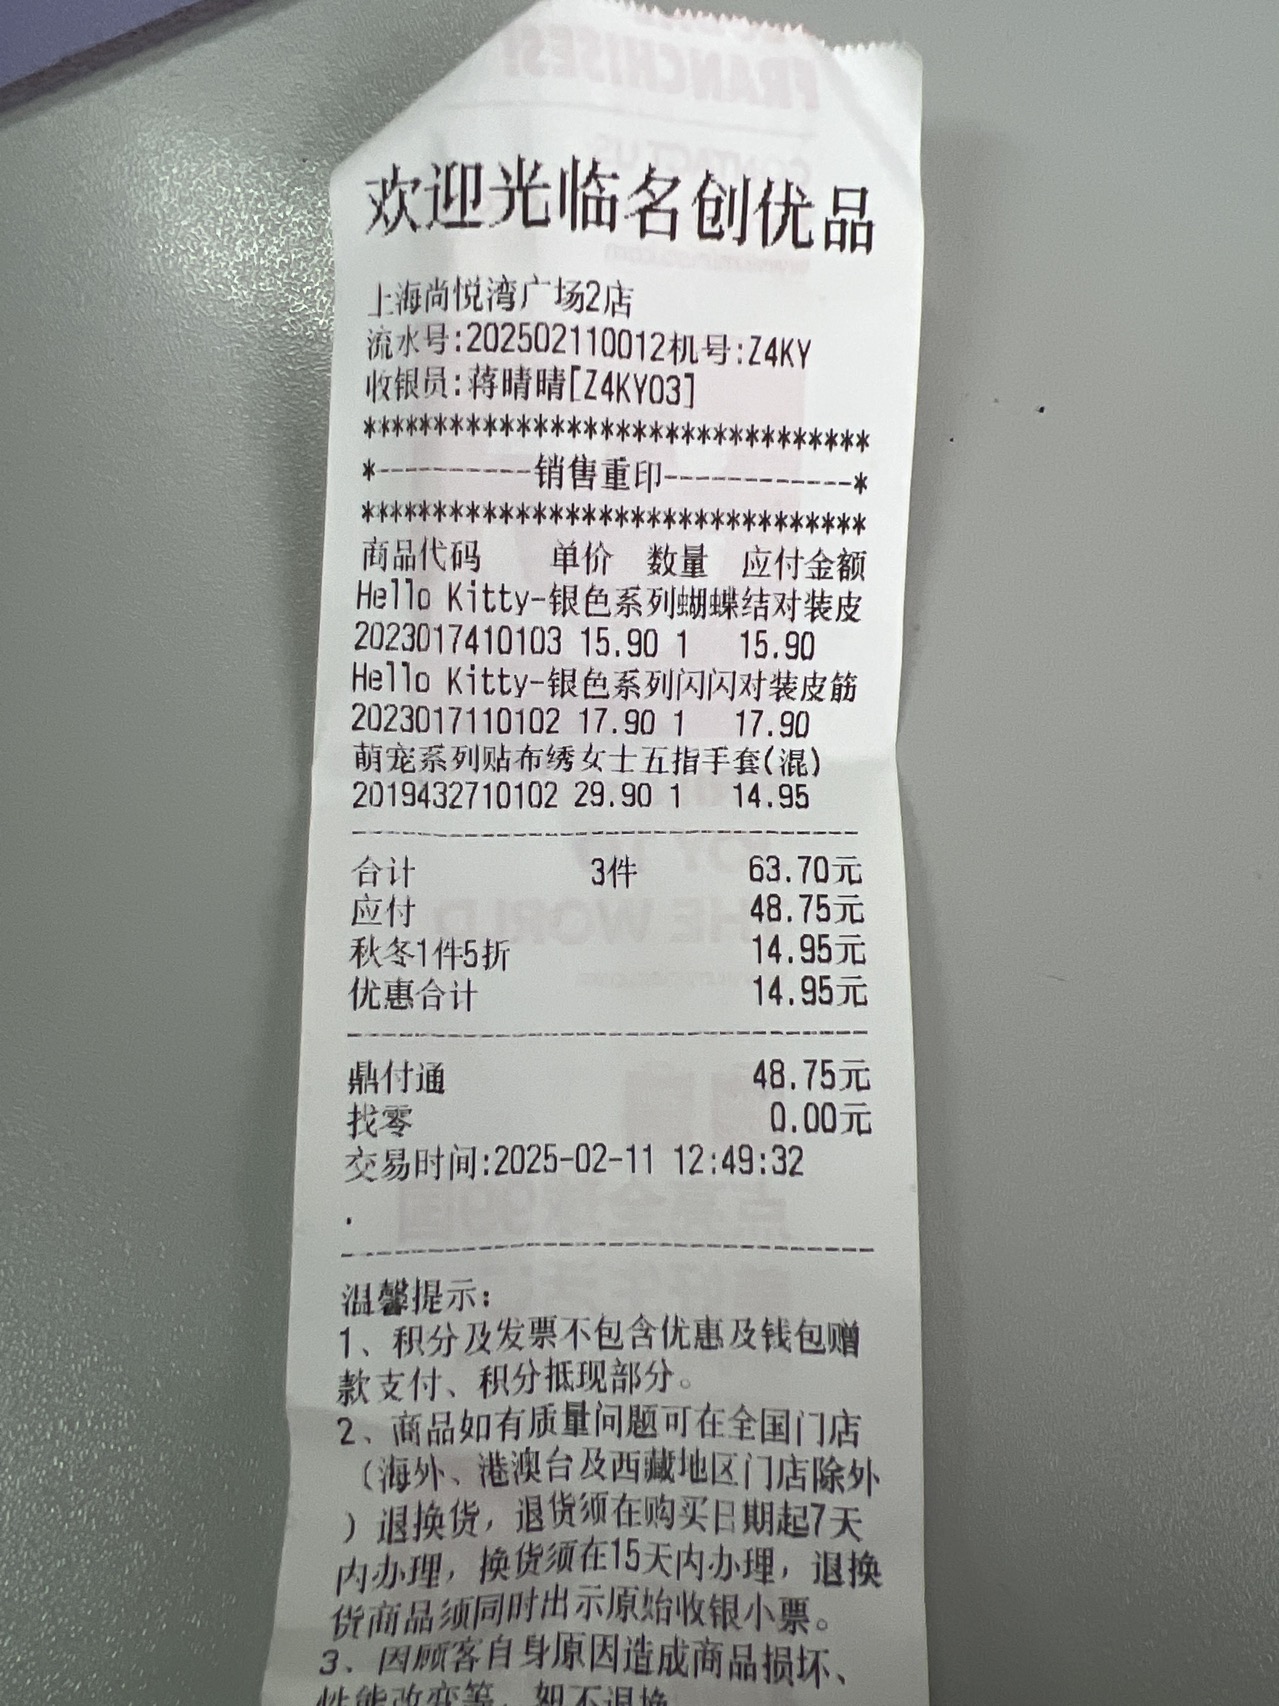 欢迎光临名创优品
上海尚悦湾广场2店
流水号:202502110012机号:Z4KY
收银员:蒋晴晴[Z4KY03]
*******************************
*----------销售重印------------*
*******************************
商品代码 单价 数量 应付金额
Hello Kitty-银色系列蝴蝶结对装皮
2023017410103 15.90 1 15.90
Hello Kitty-银色系列闪闪对装皮筋
2023017110102 17.90 1 17.90
萌宠系列贴布绣女士五指手套(混)
2019432710102 29.90 1 14.95
--------------------------------
合计 3件 63.70元
应付 48.75元
秋冬1件5折 14.95元
优惠合计 14.95元
--------------------------------
鼎付通 48.75元
找零 0.00元
交易时间:2025-02-11 12:49:32
.
--------------------------------
温馨提示:
1、积分及发票不包含优惠及钱包赠
款支付、积分抵现部分。
2、商品如有质量问题可在全国门店
（海外、港澳台及西藏地区门店除外
）退换货，退货须在购买日期起7天
内办理，换货须在15天内办理，退换
货商品须同时出示原始收银小票。
3、因顾客自身原因造成商品损坏、
性能改变等，恕不退换